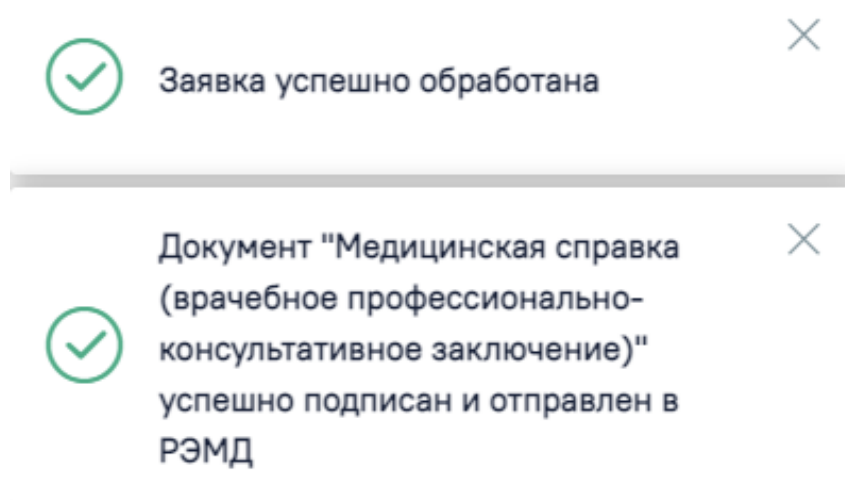 Заявка успешно обработана
Документ "Медицинская справка
(врачебное профессионально-
консультативное заключение)"
успешно подписан и отправлен в
РЭМД